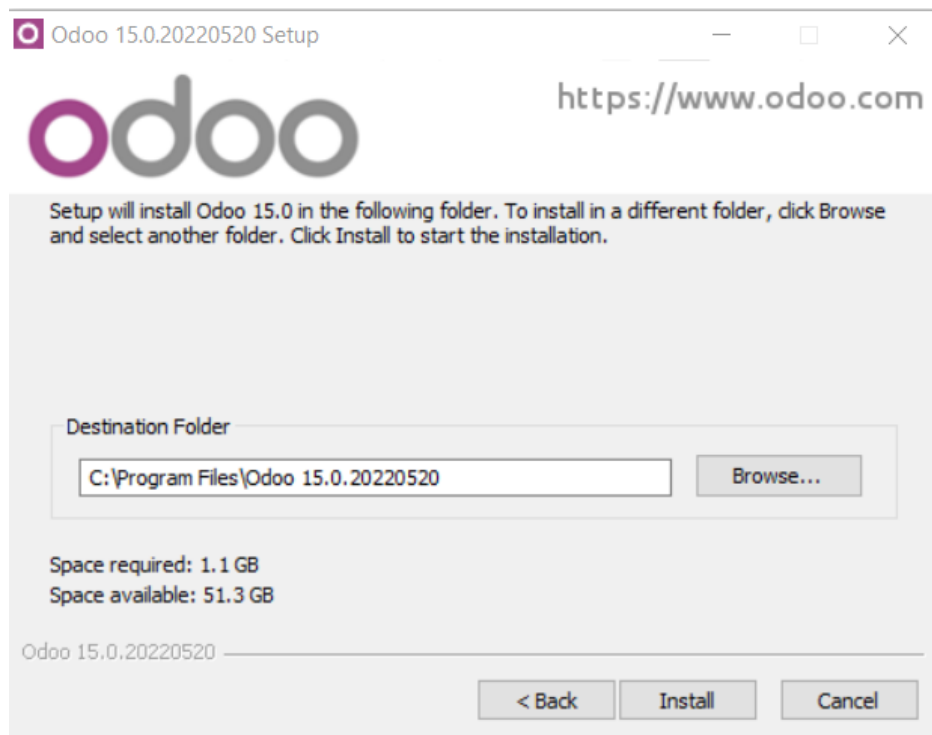 Odoo 15.0.20220520 Setup
odoo
https://www.odoo.com
Setup will install Odoo 15.0 in the following folder. To install in a different folder, click Browse
and select another folder. Click Install to start the installation.
Destination Folder
C:\Program Files\Odoo 15.0.20220520
Browse...
Space required: 1.1 GB
Space available: 51.3 GB
Odoo 15.0.20220520
< Back
Install
Cancel